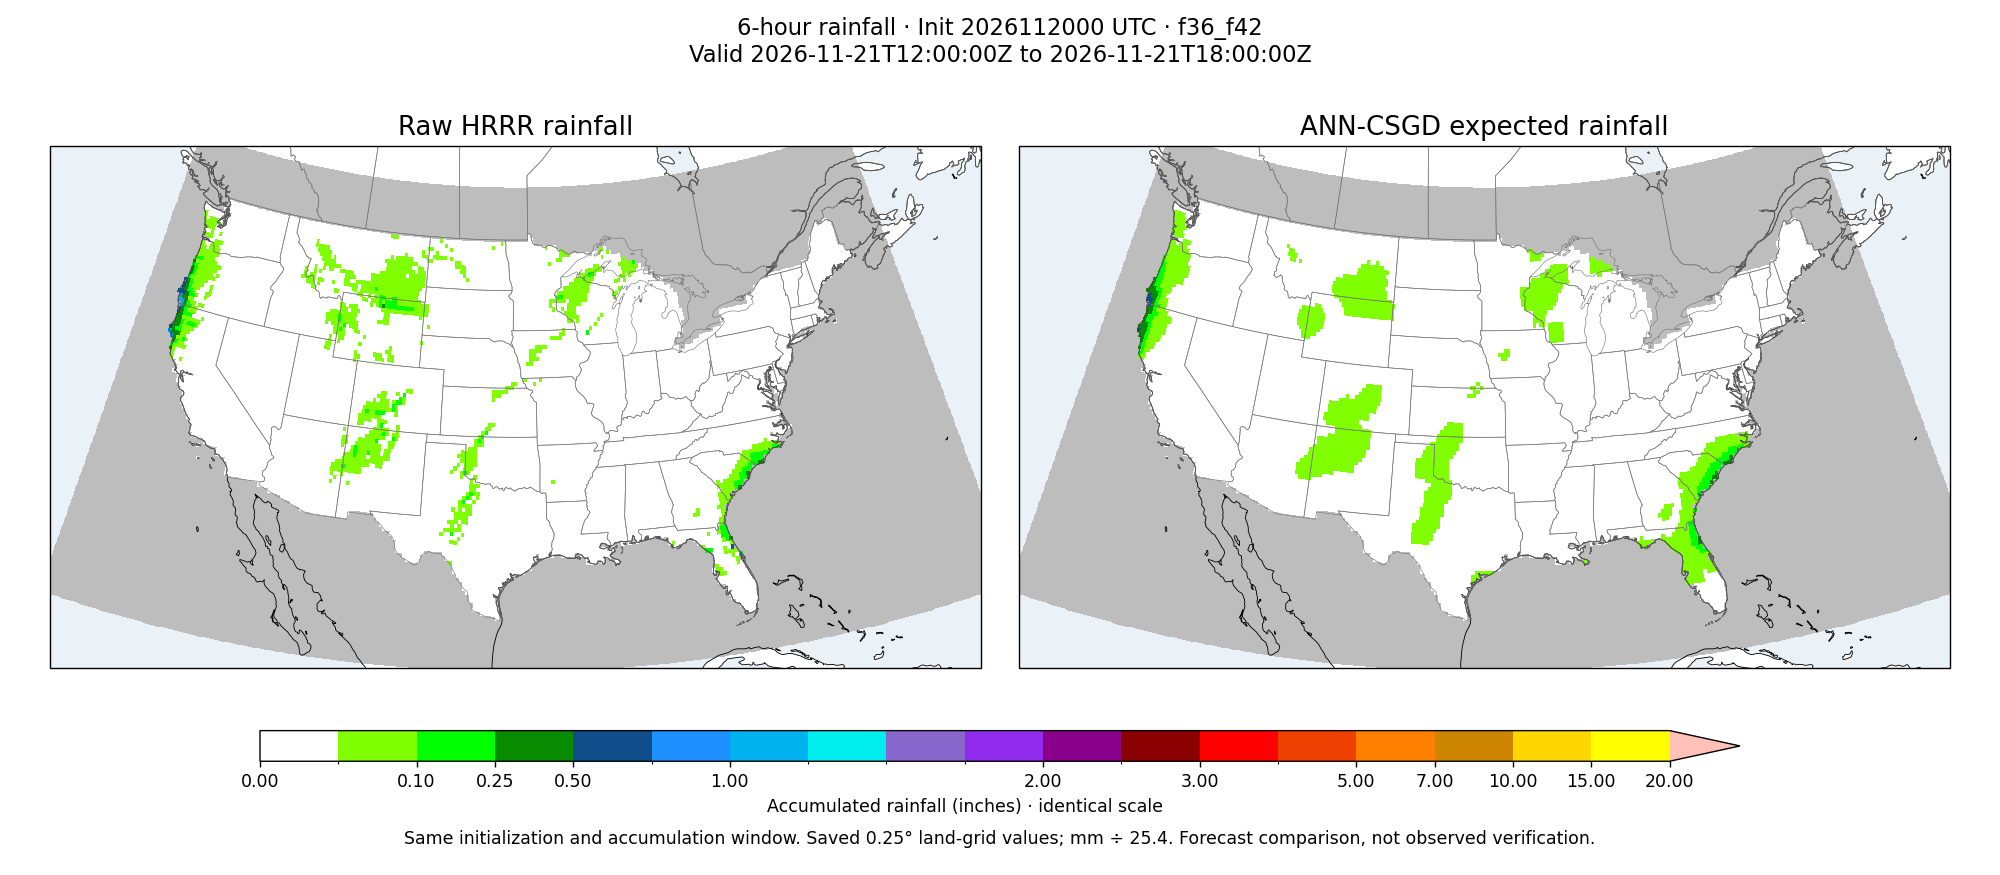 6-hour rainfall · Init 2026112000 UTC · f36_f42
Valid 2026-11-21T12:00:00Z to 2026-11-21T18:00:00Z
Raw HRRR rainfall
ANN-CSGD expected rainfall
0.00 0.10 0.25 0.50 1.00 2.00 3.00 5.00 7.00 10.00 15.00 20.00
Accumulated rainfall (inches) · identical scale
Same initialization and accumulation window. Saved 0.25° land-grid values; mm ÷ 25.4. Forecast comparison, not observed verification.